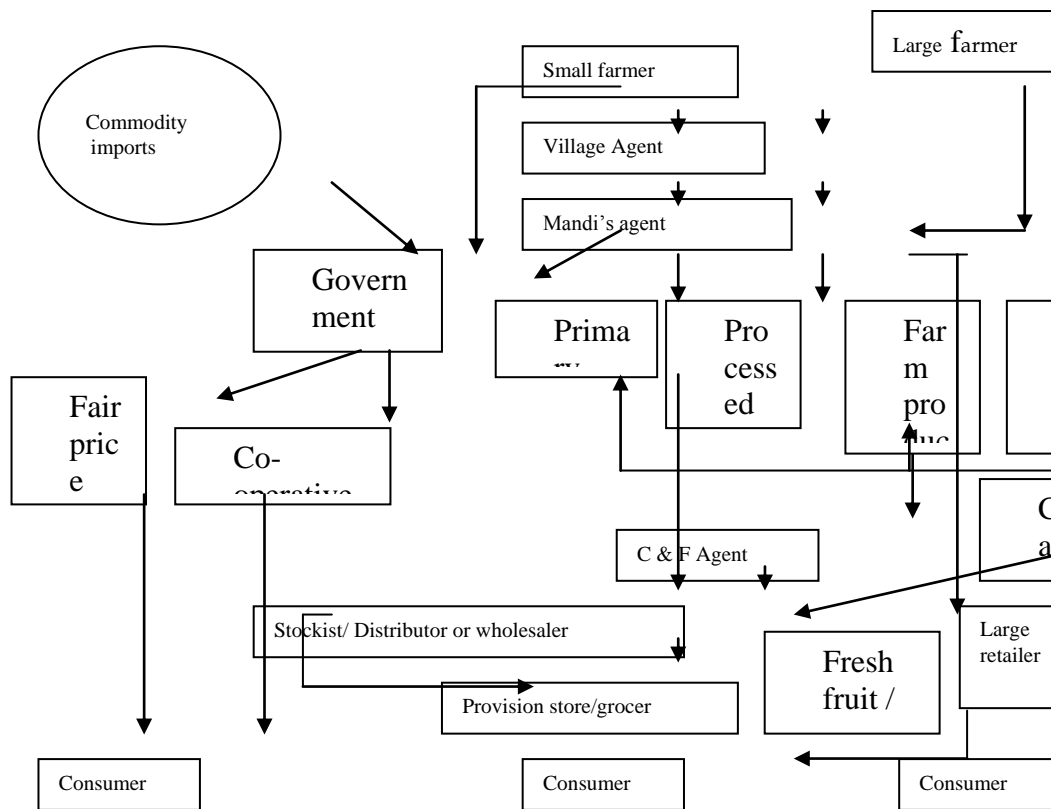 Large farmer
Small farmer
Commodity
imports
Village Agent
Mandi's agent
Govern
ment
Prima
Pro
cess
ed
Far
m
pro
Fair
pric
e
Co-
C & F Agent
Stockist/ Distributor or wholesaler
Large
retailer
Fresh
fruit /
Provision store/grocer
Consumer
Consumer
Consumer